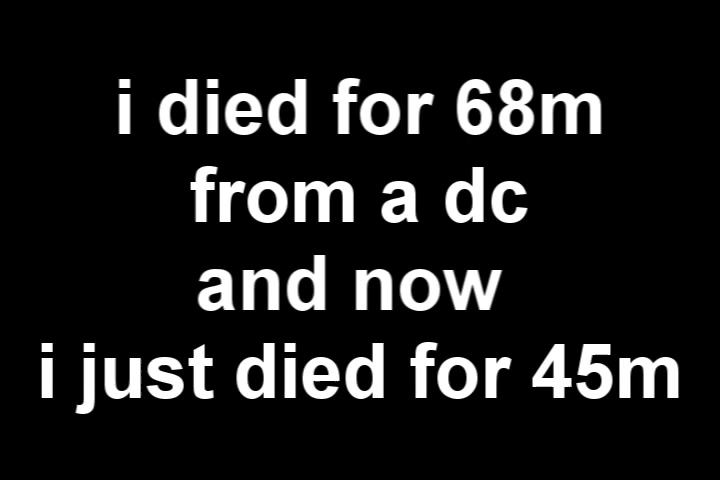 i died for 68m
from a dc
and now
i just died for 45m